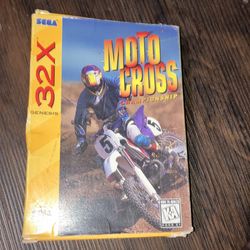 SEGA
GENESIS
32X
MOTO
CROSS
CHAMPIONSHIP
5
K-A